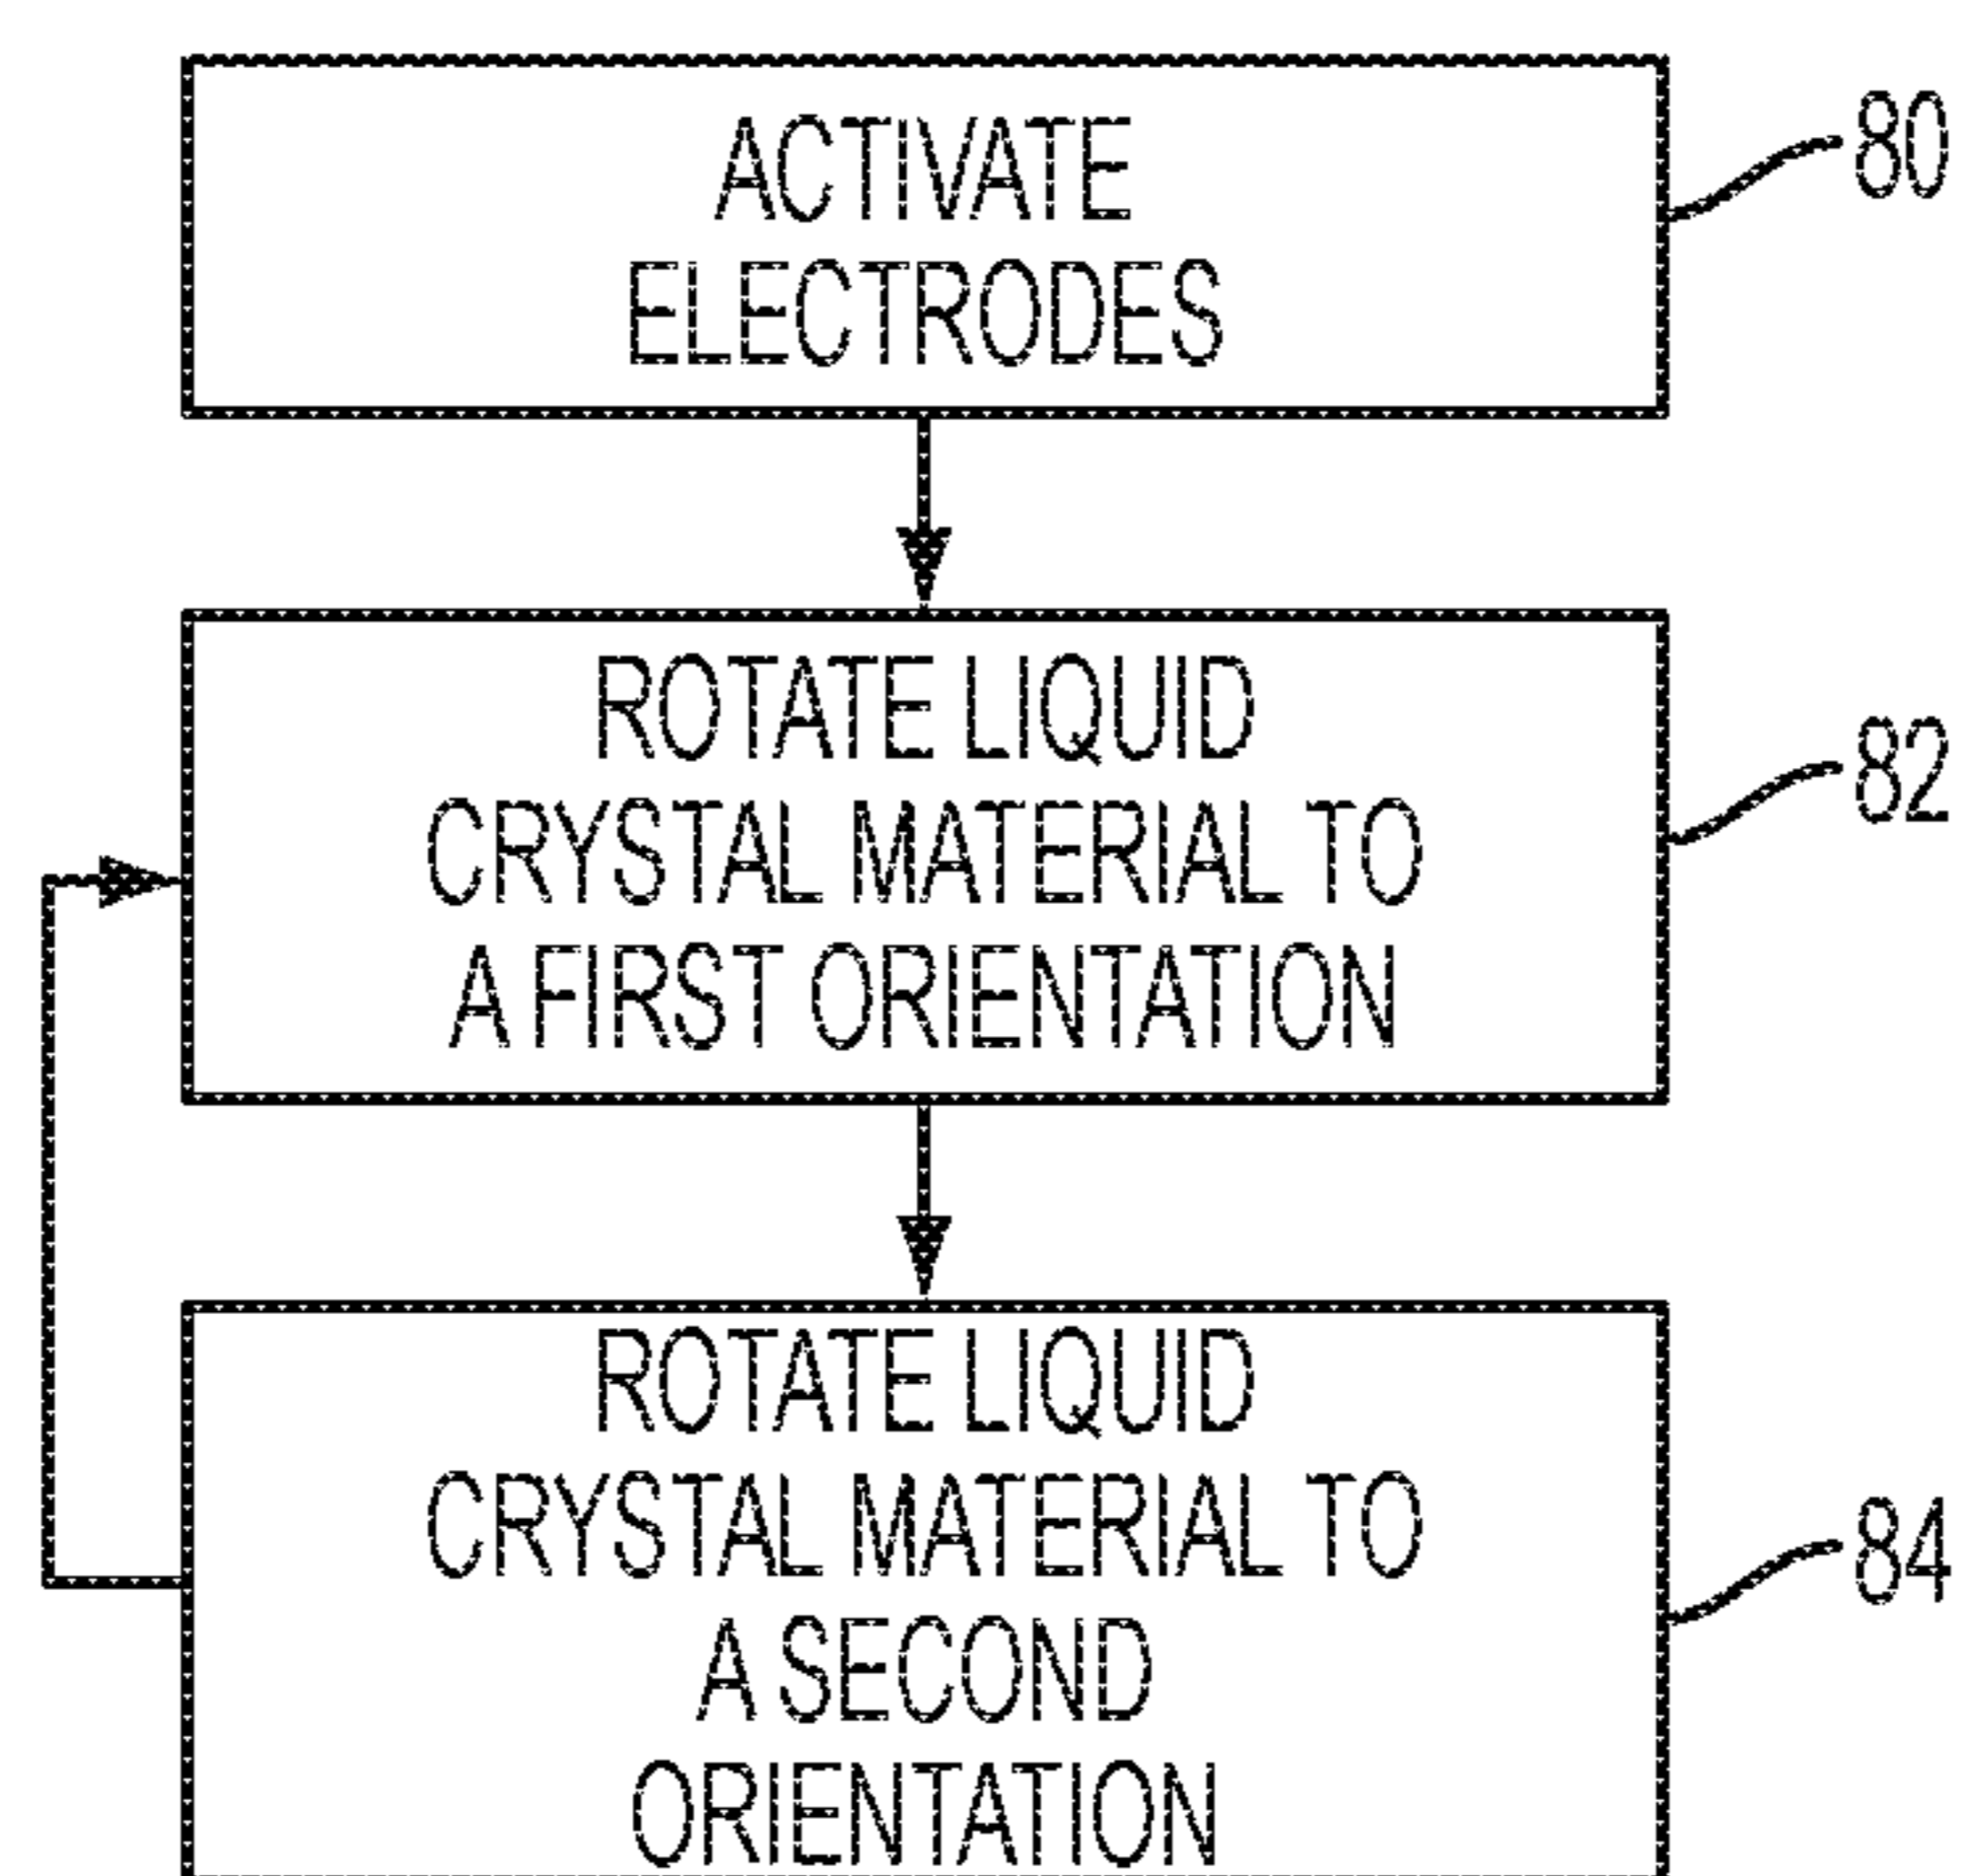 ACTIVATE
ELECTRODES
80
ROTATE LIQUID
CRYSTAL MATERIAL TO
A FIRST ORIENTATION
82
ROTATE LIQUID
CRYSTAL MATERIAL TO
A SECOND
ORIENTATION
84